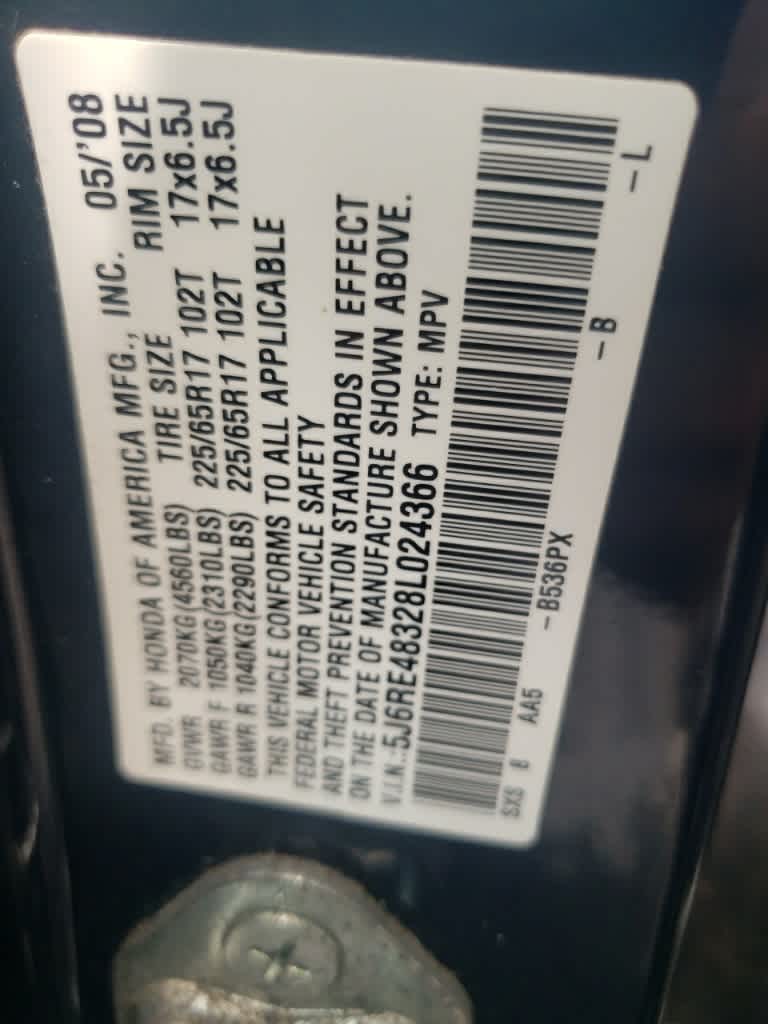 MFD. BY HONDA OF AMERICA MFG., INC. 05/'08
GVWR 2070KG(4560LBS) TIRE SIZE RIM SIZE
GAWR F 1050KG(2310LBS) 225/65R17 102T 17x6.5J
GAWR R 1040KG(2290LBS) 225/65R17 102T 17x6.5J
THIS VEHICLE CONFORMS TO ALL APPLICABLE
FEDERAL MOTOR VEHICLE SAFETY
AND THEFT PREVENTION STANDARDS IN EFFECT
ON THE DATE OF MANUFACTURE SHOWN ABOVE.
V.I.N.:5J6RE48328L024366 TYPE: MPV
SXS B AA5 -B536PX -B -L